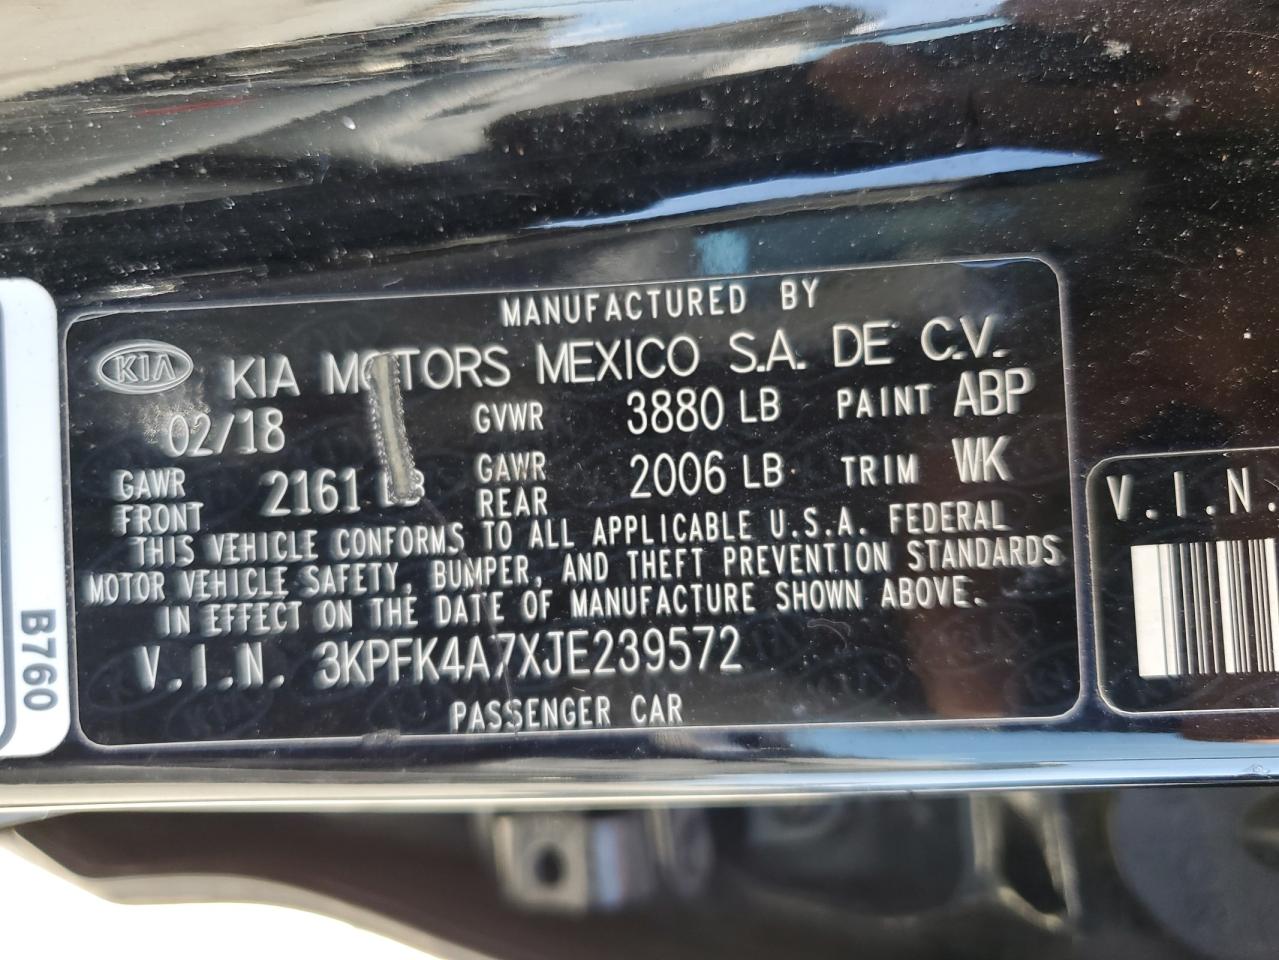 MANUFACTURED BY
KIA KIA MOTORS MEXICO S.A. DE C.V.
02/18 GVWR 3880 LB PAINT ABP
GAWR FRONT 2161 LB GAWR REAR 2006 LB TRIM WK
THIS VEHICLE CONFORMS TO ALL APPLICABLE U.S.A. FEDERAL
MOTOR VEHICLE SAFETY, BUMPER, AND THEFT PREVENTION STANDARDS
IN EFFECT ON THE DATE OF MANUFACTURE SHOWN ABOVE.
V.I.N. 3KPFK4A7XJE239572
PASSENGER CAR
B760
V.I.N.